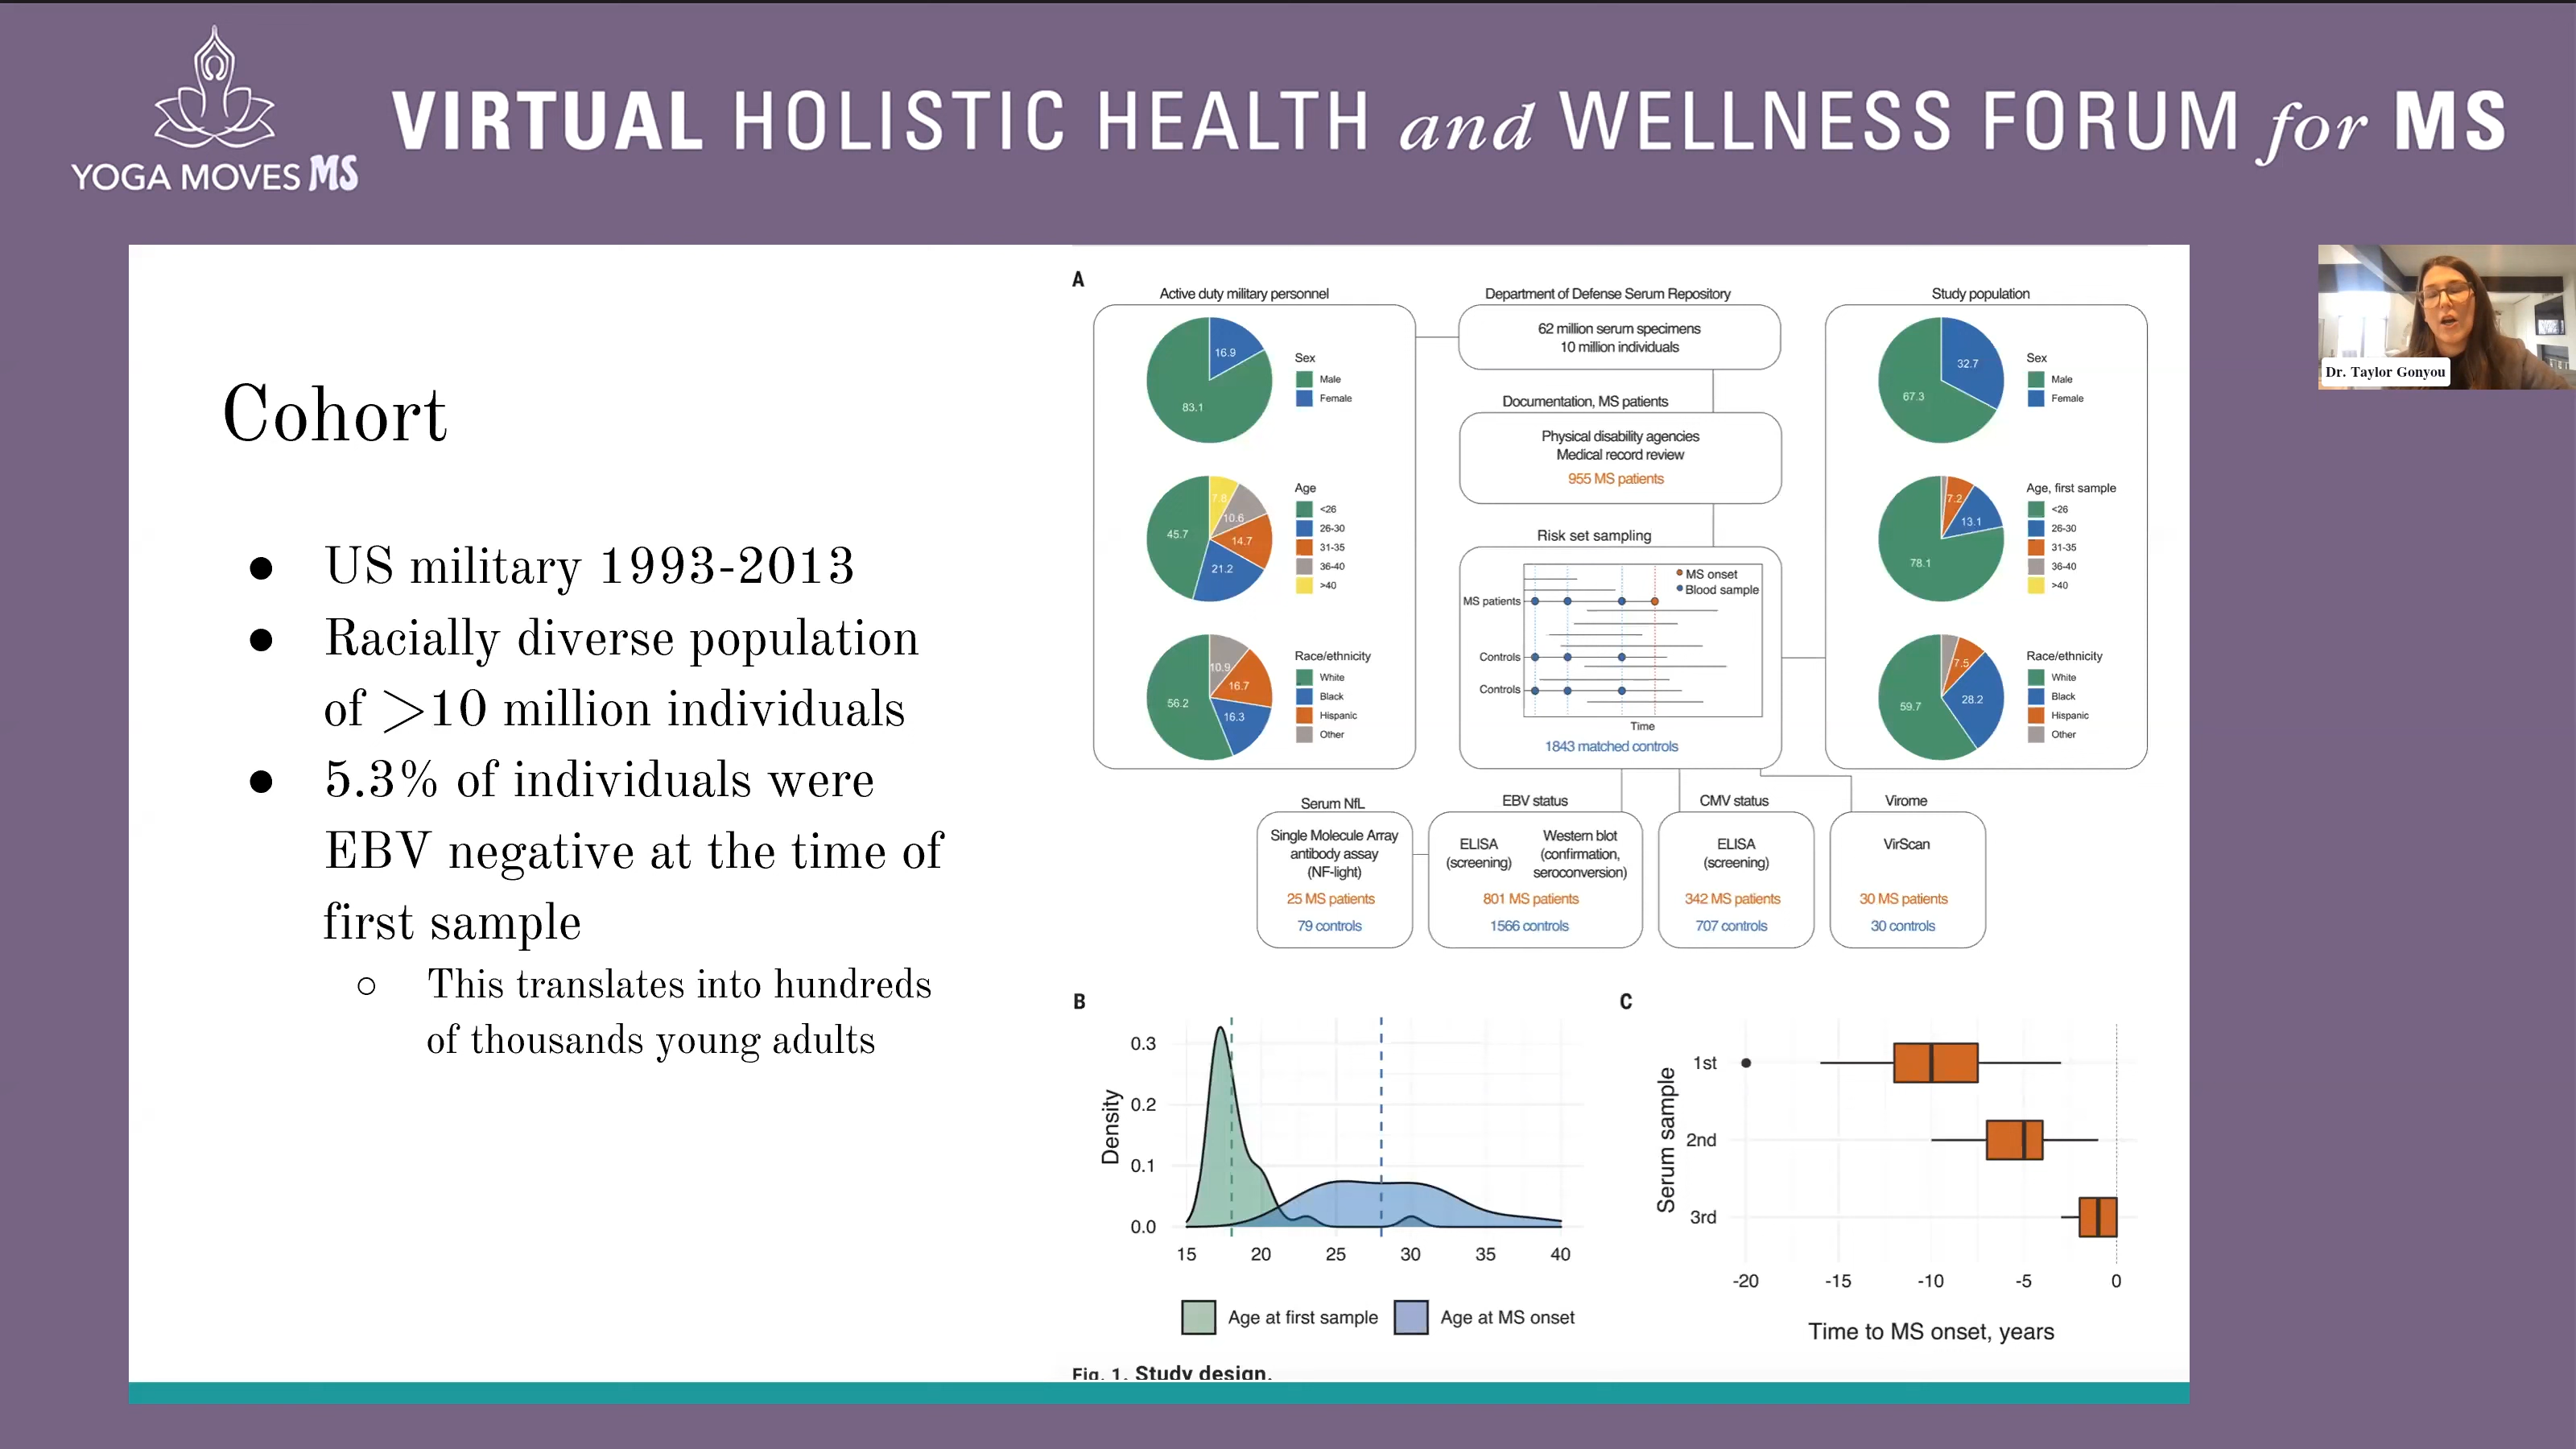 YOGA MOVES MS
VIRTUAL HOLISTIC HEALTH and WELLNESS FORUM for MS
Dr. Taylor Gonyou
Cohort
● US military 1993-2013
● Racially diverse population
of >10 million individuals
● 5.3% of individuals were
EBV negative at the time of
first sample
○ This translates into hundreds
of thousands young adults
A
Active duty military personnel
16.9
83.1
Sex
Male
Female
7.8
10.6
14.7
21.2
45.7
Age
<26
26-30
31-35
36-40
>40
10.9
16.7
16.3
56.2
Race/ethnicity
White
Black
Hispanic
Other
Department of Defense Serum Repository
62 million serum specimens
10 million individuals
Documentation, MS patients
Physical disability agencies
Medical record review
955 MS patients
Risk set sampling
MS onset
Blood sample
MS patients
Controls
Controls
Time
1843 matched controls
Study population
32.7
67.3
Sex
Male
Female
7.2
13.1
78.1
Age, first sample
<26
26-30
31-35
36-40
>40
7.5
28.2
59.7
Race/ethnicity
White
Black
Hispanic
Other
Serum NfL
Single Molecule Array
antibody assay
(NF-light)
25 MS patients
79 controls
EBV status
ELISA
(screening)
Western blot
(confirmation,
seroconversion)
801 MS patients
1566 controls
CMV status
ELISA
(screening)
342 MS patients
707 controls
Virome
VirScan
30 MS patients
30 controls
B
Density
0.3
0.2
0.1
0.0
15 20 25 30 35 40
Age at first sample Age at MS onset
C
Serum sample
1st
2nd
3rd
-20 -15 -10 -5 0
Time to MS onset, years
Fig. 1. Study design.